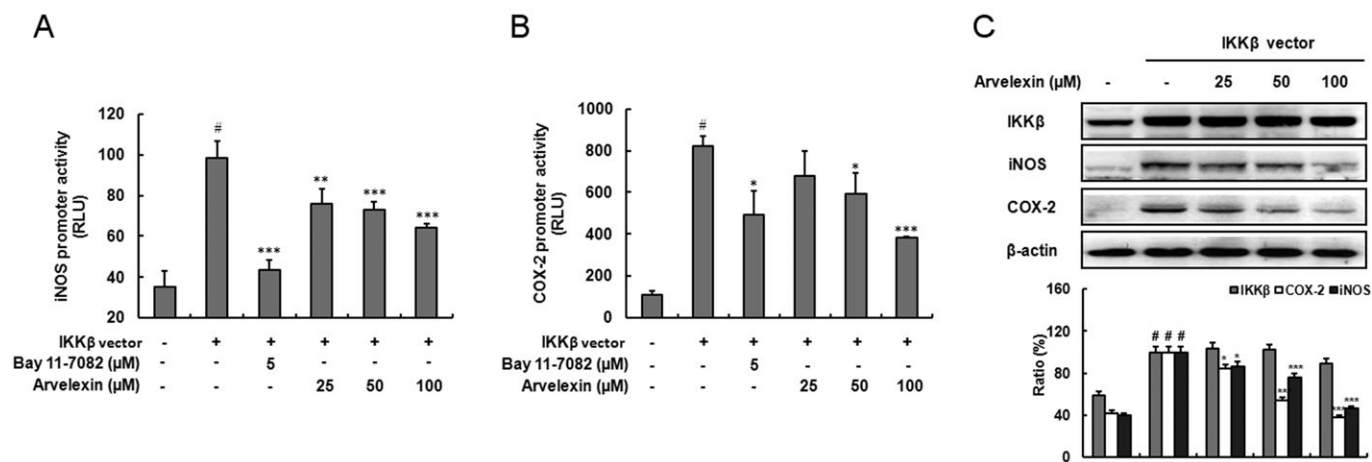 A
iNOS promoter activity
(RLU)
120
100
80
60
40
20
#
***
**
***
***
IKKβ vector - + + + + +
Bay 11-7082 (μM) - - 5 - - -
Arvelexin (μM) - - - 25 50 100
B
COX-2 promoter activity
(RLU)
1000
800
600
400
200
0
#
*
*
***
IKKβ vector - + + + + +
Bay 11-7082 (μM) - - 5 - - -
Arvelexin (μM) - - - 25 50 100
C
IKKβ vector
Arvelexin (μM) - - 25 50 100
IKKβ
iNOS
COX-2
β-actin
IKKβ COX-2 iNOS
Ratio (%)
160
120
80
40
0
# # #
* *
*** ***
*** ***